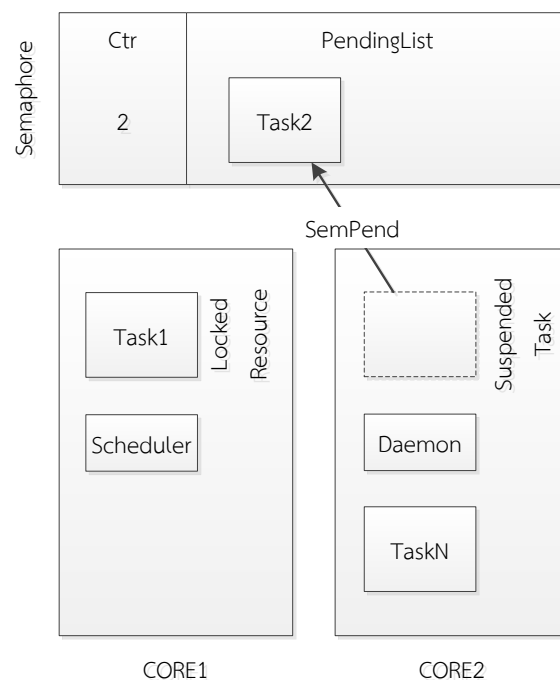 Semaphore
Ctr
PendingList
2
Task2
SemPend
Task1
Locked
Resource
Scheduler
Suspended
Task
Daemon
TaskN
CORE1
CORE2